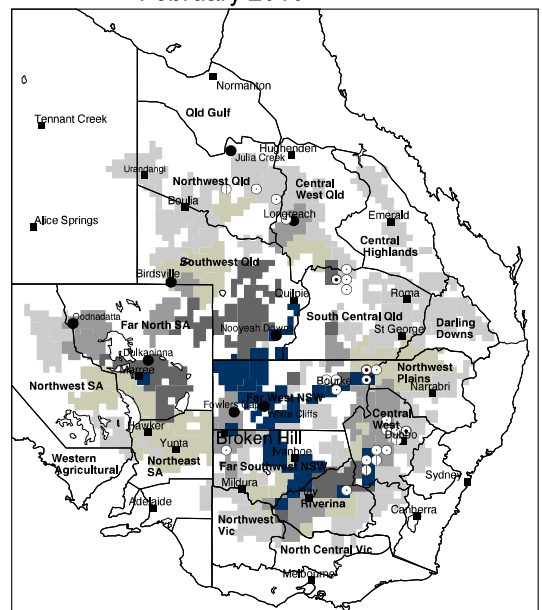 Normanton
Qld Gulf
Tennant Creek
Hughenden
Julia Creek
Urandangi
Northwest Qld
Central
West Qld
Boulia
Longreach
Emerald
Alice Springs
Central
Highlands
Southwest Qld
Birdsville
Quilpie
Roma
Oodnadatta
Far North SA
Nooyeah Downs
South Central Qld
St George
Darling
Downs
Dulkaninna
Marree
Northwest SA
Bourke
Northwest
Plains
Narrabri
Far West NSW
Fowlers Gap
White Cliffs
Central
West
Dubbo
Hawker
Yunta
Broken Hill
Western
Agricultural
Northeast
SA
Ivanhoe
Far Southwest NSW
Sydney
Mildura
Hay
Riverina
Adelaide
Canberra
Northwest
Vic
North Central Vic
Melbourne